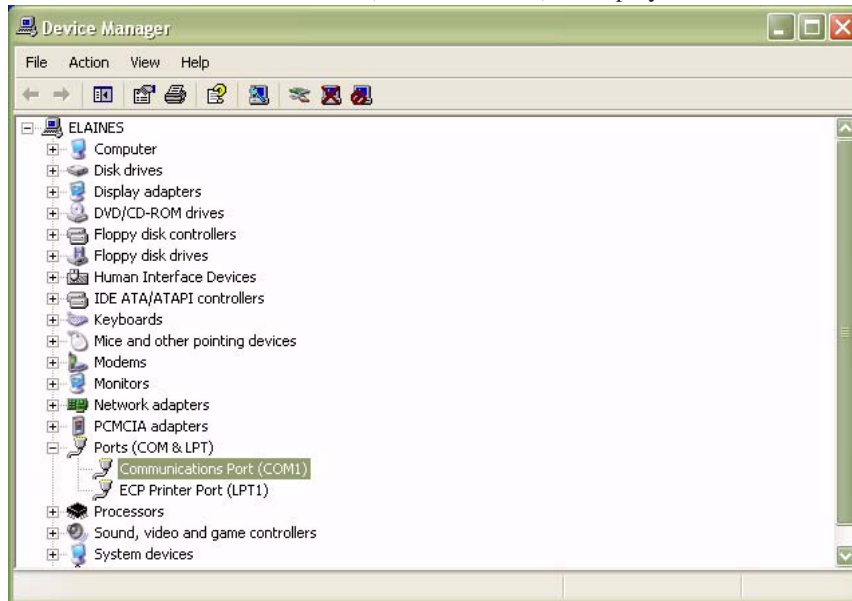 Device Manager
File Action View Help
ELAINES
Computer
Disk drives
Display adapters
DVD/CD-ROM drives
Floppy disk controllers
Floppy disk drives
Human Interface Devices
IDE ATA/ATAPI controllers
Keyboards
Mice and other pointing devices
Modems
Monitors
Network adapters
PCMCIA adapters
Ports (COM & LPT)
Communications Port (COM1)
ECP Printer Port (LPT1)
Processors
Sound, video and game controllers
System devices